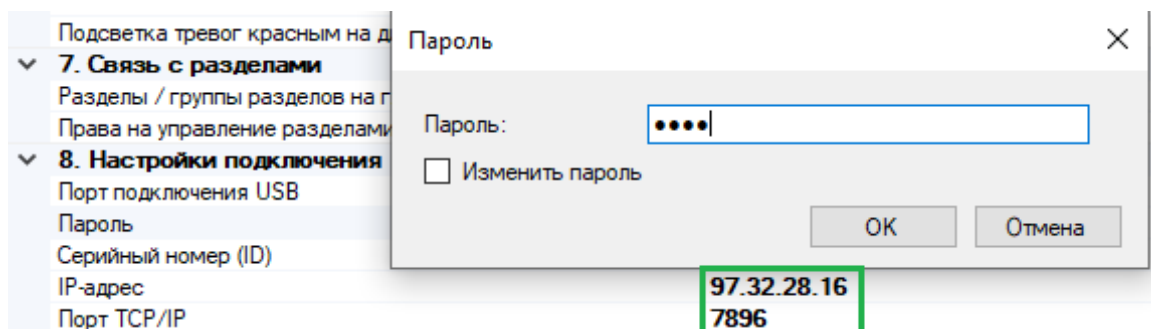 Подсветка тревог красным на д
7. Связь с разделами
Разделы / группы разделов на г
Права на управление разделами
8. Настройки подключения
Порт подключения USB
Пароль
Серийный номер (ID)
IP-адрес 97.32.28.16
Порт TCP/IP 7896
Пароль
Пароль: ••••
Изменить пароль
OK Отмена